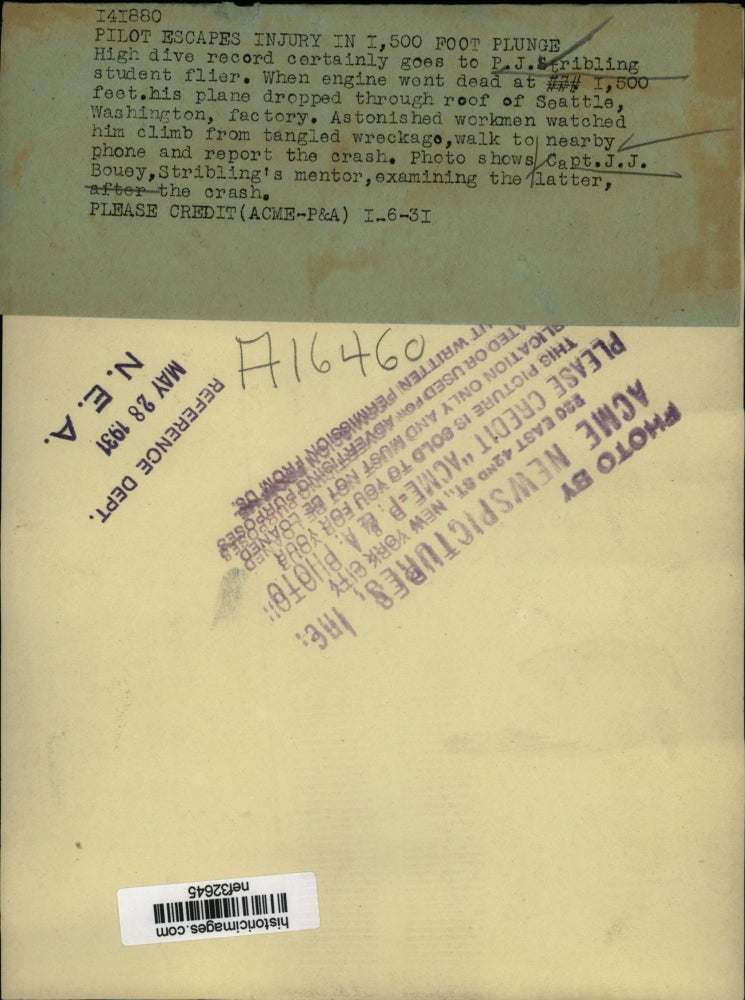 141880
PILOT ESCAPES INJURY IN I,500 FOOT PLUNGE
High dive record certainly goes to P.J.Stribling
student flier. When engine went dead at ### I,500
feet.his plane dropped through roof of Seattle,
Washington, factory. Astonished workmen watched
him climb from tangled wreckage,walk to nearby
phone and report the crash. Photo shows Capt.J.J.
Bouey,Stribling's mentor,examining the latter,
after the crash.
PLEASE CREDIT(ACME-P&A) I-6-3I
A16460
REFERENCE DEPT.
MAY 28 1931
N. E. A.
PHOTO BY
ACME NEWSPICTURES, INC.
220 EAST 42ND ST., NEW YORK CITY
PLEASE CREDIT "ACME-P. & A. PHOTO"
THIS PICTURE IS SOLD TO YOU FOR YOUR
PUBLICATION ONLY AND MUST NOT BE LOANED
OR USED FOR ADVERTISING PURPOSES
WRITTEN PERMISSION FROM US.
historicimages.com
nef32645